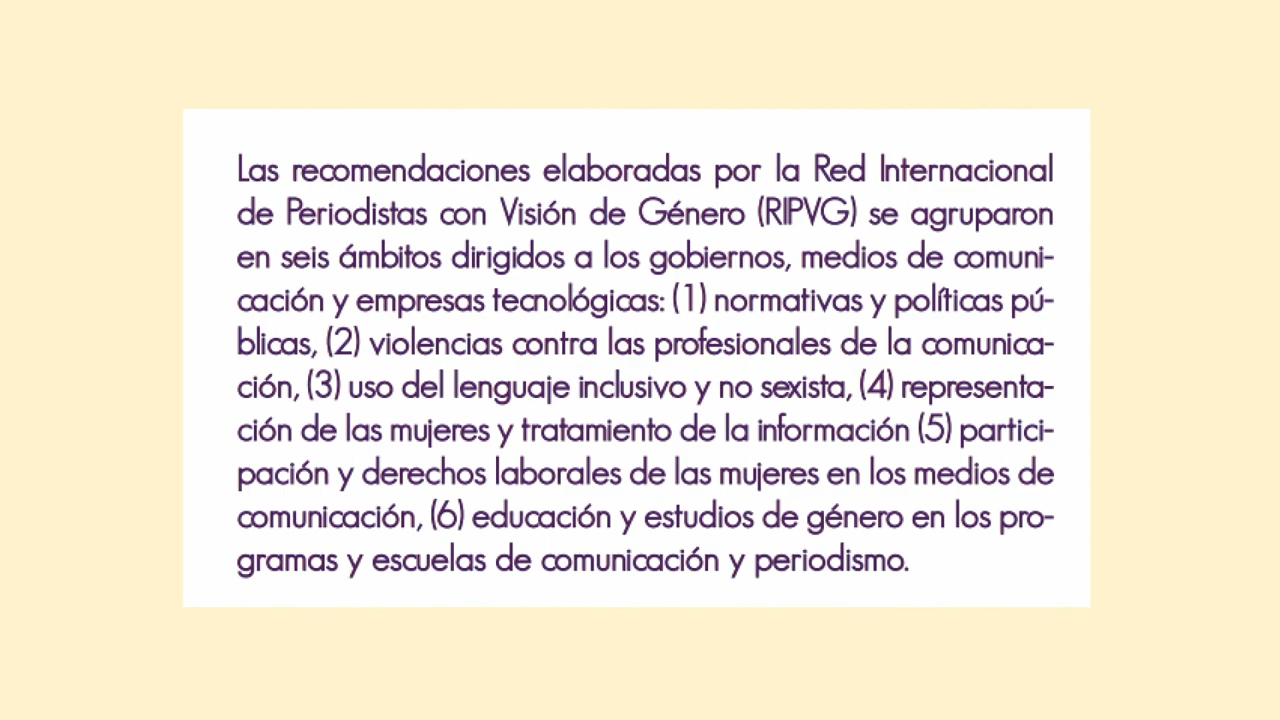 Las recomendaciones elaboradas por la Red Internacional
de Periodistas con Visión de Género (RIPVG) se agruparon
en seis ámbitos dirigidos a los gobiernos, medios de comuni-
cación y empresas tecnológicas: (1) normativas y políticas pú-
blicas, (2) violencias contra las profesionales de la comunica-
ción, (3) uso del lenguaje inclusivo y no sexista, (4) representa-
ción de las mujeres y tratamiento de la información (5) partici-
pación y derechos laborales de las mujeres en los medios de
comunicación, (6) educación y estudios de género en los pro-
gramas y escuelas de comunicación y periodismo.